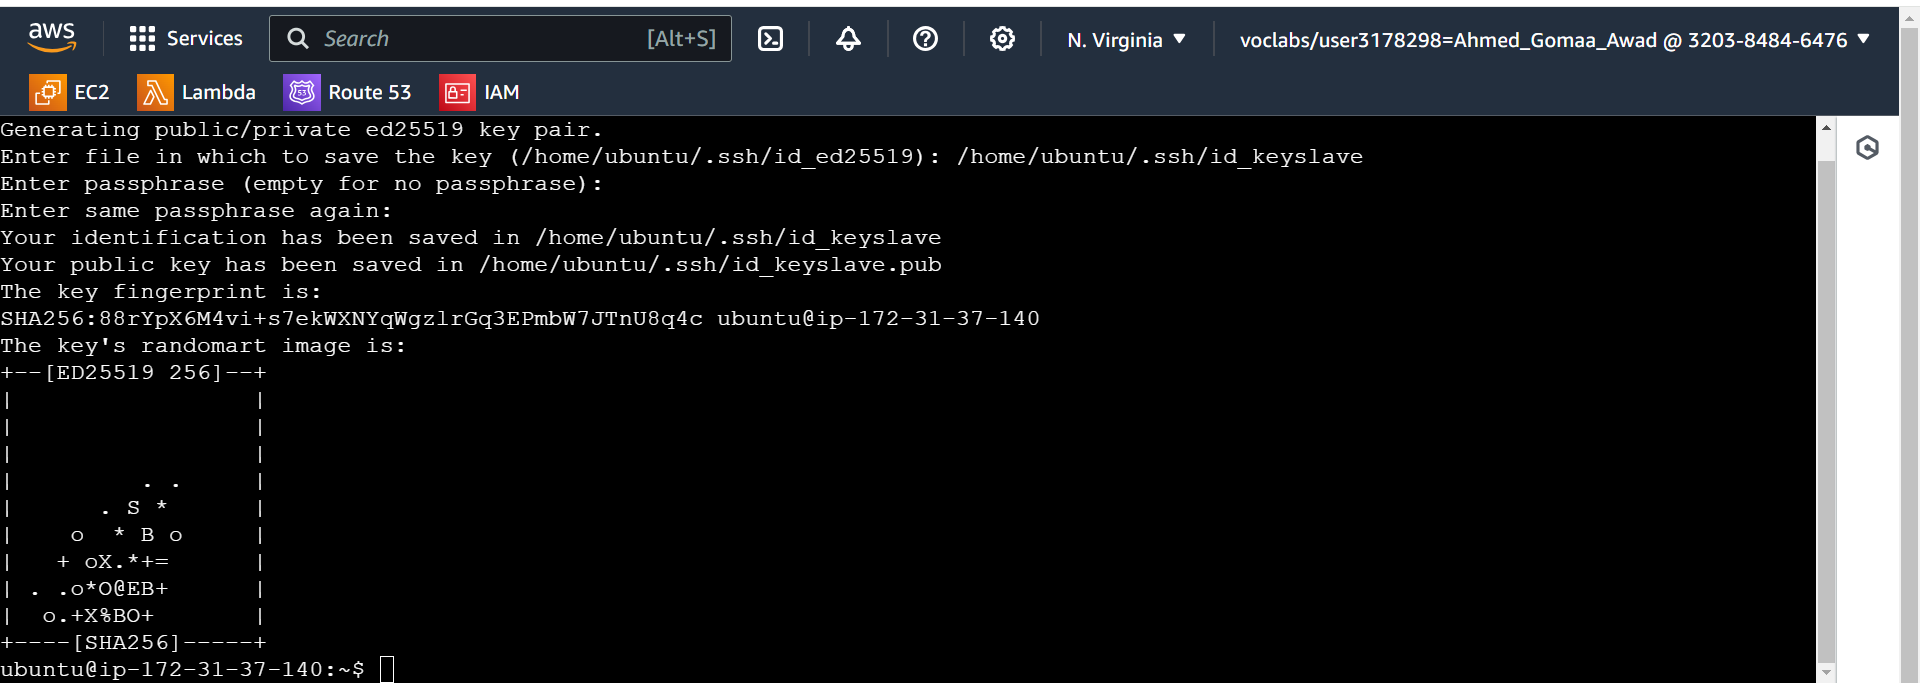 aws Services Search [Alt+S] N. Virginia voclabs/user3178298=Ahmed_Gomaa_Awad @ 3203-8484-6476
EC2 Lambda 53 Route 53 IAM
Generating public/private ed25519 key pair.
Enter file in which to save the key (/home/ubuntu/.ssh/id_ed25519): /home/ubuntu/.ssh/id_keyslave
Enter passphrase (empty for no passphrase):
Enter same passphrase again:
Your identification has been saved in /home/ubuntu/.ssh/id_keyslave
Your public key has been saved in /home/ubuntu/.ssh/id_keyslave.pub
The key fingerprint is:
SHA256:88rYpX6M4vi+s7ekWXNYqWgzlrGq3EPmbW7JTnU8q4c ubuntu@ip-172-31-37-140
The key's randomart image is:
+--[ED25519 256]--+
|                 |
|                 |
|                 |
|         . .     |
|      . S *      |
|    o  * B o     |
|   + oX.*+=      |
| . .o*O@EB+      |
|  o.+X%BO+       |
+----[SHA256]-----+
ubuntu@ip-172-31-37-140:~$